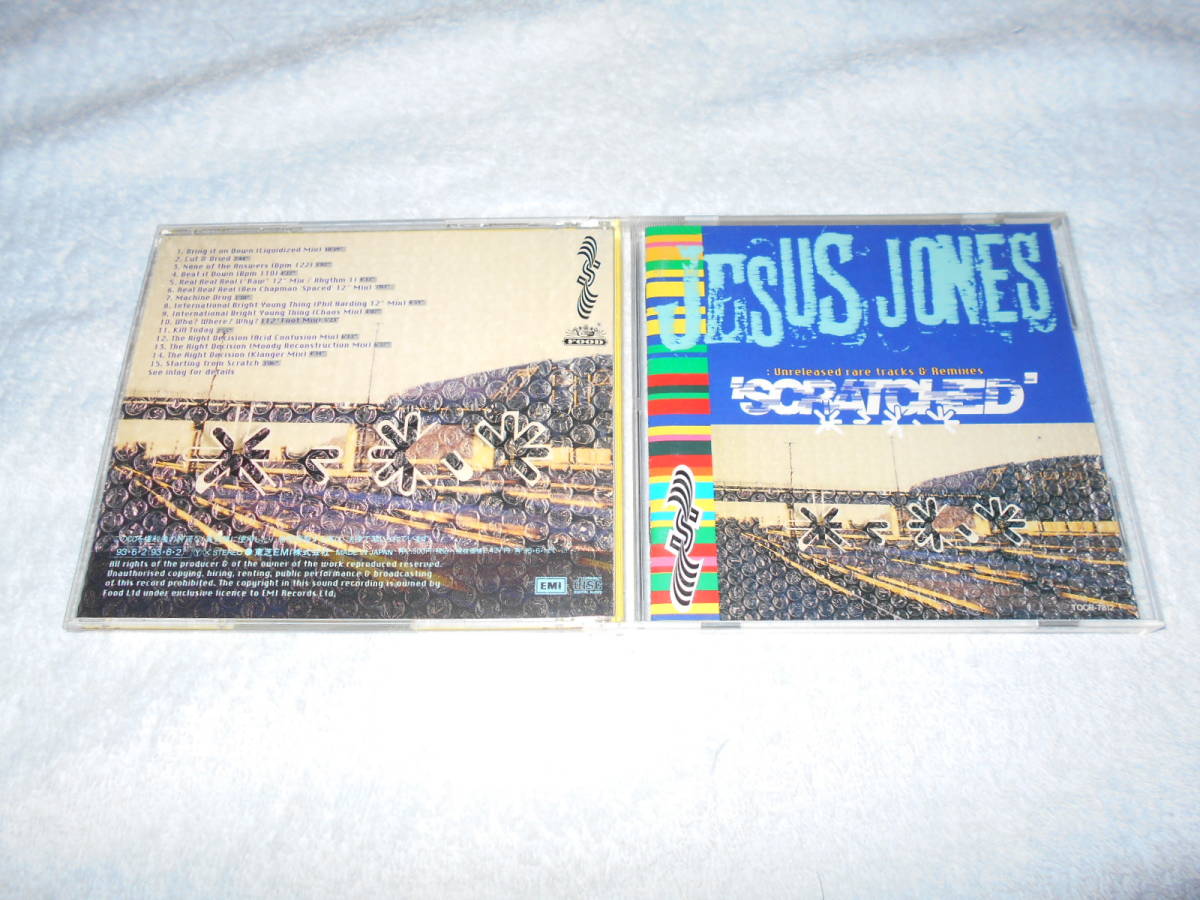 1. Bring it on Down (Liquidized Mix)
2. Cut & Dried
3. None of the Answers (Bpm 122)
4. Beat it Down (Bpm 110)
5. Real Real Real ("Raw" 12" Mix / Rhythm 1)
6. Real Real Real (Ben Chapman 'Spaced' 12" Mix)
7. Machine Drug
8. International Bright Young Thing (Phil Harding 12" Mix)
9. International Bright Young Thing (Chaos Mix)
10. Who? Where? Why? (12" Foot Mix)
11. Kill Today
12. The Right Decision (Acid Confusion Mix)
13. The Right Decision (Moody Reconstruction Mix)
14. The Right Decision (Klanger Mix)
15. Starting from Scratch
See inlay for details
FOOD
93·6·2 STEREO 東芝EMI株式会社 MADE IN JAPAN
All rights of the producer & of the owner of the work reproduced reserved.
Unauthorised copying, hiring, renting, public performance & broadcasting
of this record prohibited. The copyright in this sound recording is owned by
Food Ltd under exclusive licence to EMI Records Ltd.
EMI
JESUS JONES
: Unreleased rare tracks & Remixes
'SCRATCHED'